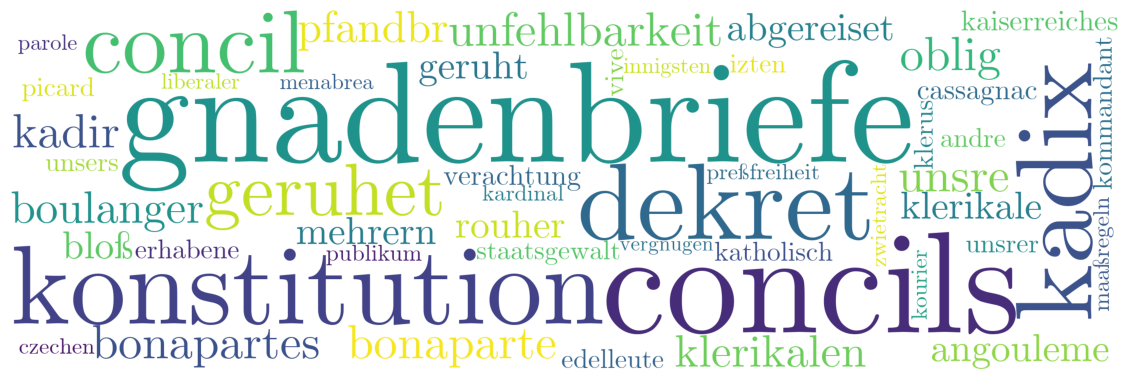 parole
concil
pfandbr
unfehlbarkeit
abgereiset
kaiserreiches
picard
liberaler
menabrea
geruht
vive
innigsten
izten
oblig
cassagnac
kadir
gnadenbriefe
klerus
andre
kadix
kommandant
unsers
geruhet
verachtung
kardinal
dekret
preßfreiheit
zwietracht
unsre
boulanger
mehrern
rouher
klerikale
bloß
erhabene
publikum
staatsgewalt
vergnugen
katholisch
unsrer
maasregeln
konstitution
concils
kourier
czechen
bonapartes
bonaparte
edelleute
klerikalen
angouleme